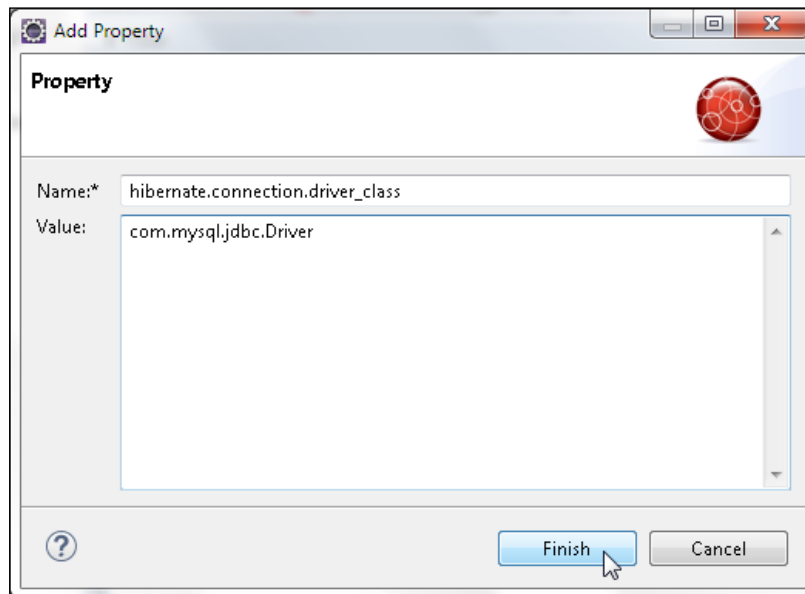 Add Property
Property
Name:* hibernate.connection.driver_class
Value: com.mysql.jdbc.Driver
?
Finish Cancel